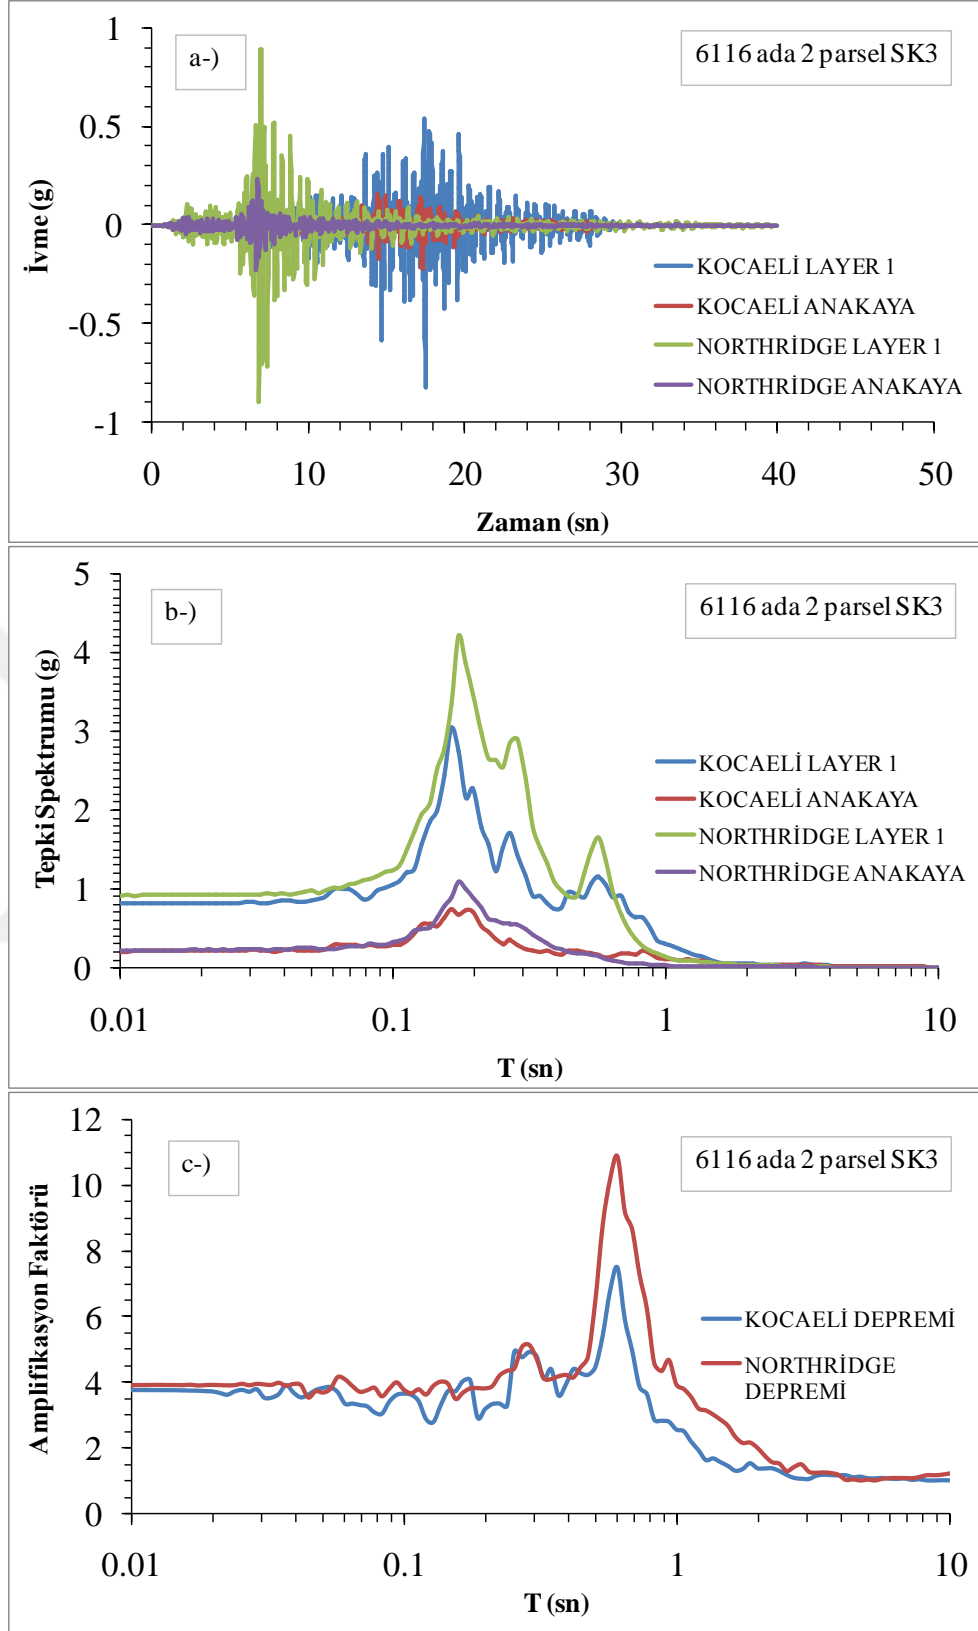 a-)
6116 ada 2 parsel SK3
1
0.5
0
-0.5
-1
İvme (g)
KOCAELİ LAYER 1
KOCAELİ ANAKAYA
NORTHRİDGE LAYER 1
NORTHRİDGE ANAKAYA
0 10 20 30 40 50
Zaman (sn)
b-)
6116 ada 2 parsel SK3
5
4
3
2
1
0
Tepki Spektrumu (g)
KOCAELİ LAYER 1
KOCAELİ ANAKAYA
NORTHRİDGE LAYER 1
NORTHRİDGE ANAKAYA
0.01 0.1 1 10
T (sn)
c-)
6116 ada 2 parsel SK3
12
10
8
6
4
2
0
Amplifikasyon Faktörü
KOCAELİ DEPREMİ
NORTHRİDGE
DEPREMİ
0.01 0.1 1 10
T (sn)